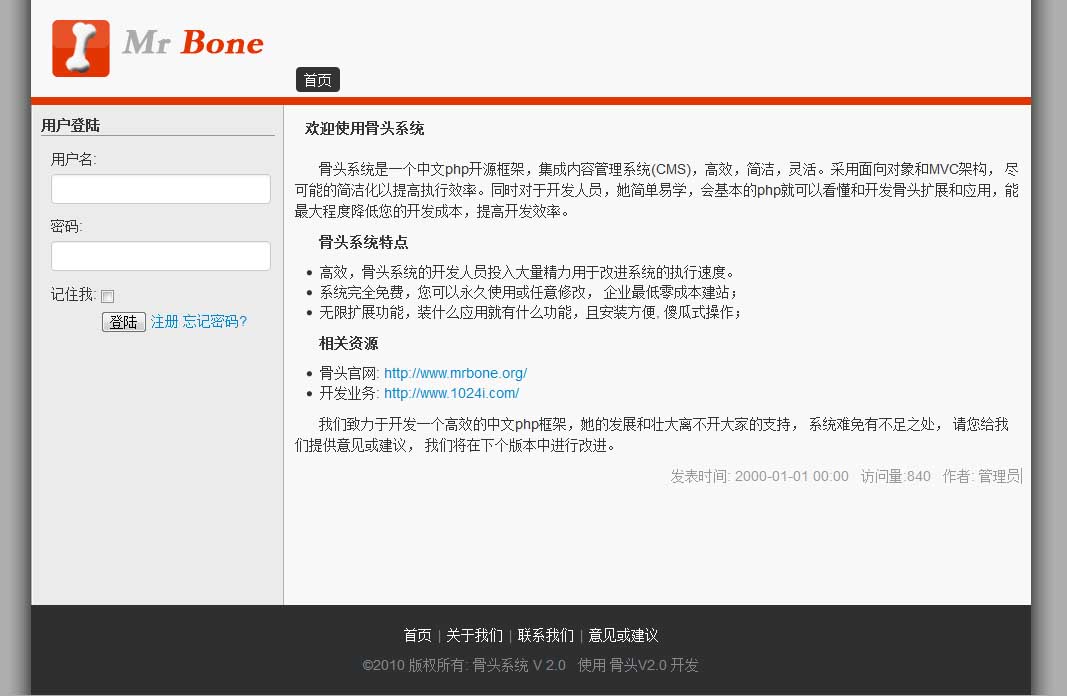 Mr Bone
首页
用户登陆
用户名:
密码:
记住我:
登陆 注册 忘记密码?
欢迎使用骨头系统
骨头系统是一个中文php开源框架，集成内容管理系统(CMS)，高效，简洁，灵活。采用面向对象和MVC架构， 尽
可能的简洁化以提高执行效率。同时对于开发人员，她简单易学，会基本的php就可以看懂和开发骨头扩展和应用，能
最大程度降低您的开发成本，提高开发效率。
骨头系统特点
• 高效，骨头系统的开发人员投入大量精力用于改进系统的执行速度。
• 系统完全免费，您可以永久使用或任意修改， 企业最低零成本建站；
• 无限扩展功能，装什么应用就有什么功能，且安装方便, 傻瓜式操作；
相关资源
• 骨头官网: http://www.mrbone.org/
• 开发业务: http://www.1024i.com/
我们致力于开发一个高效的中文php框架，她的发展和壮大离不开大家的支持， 系统难免有不足之处， 请您给我
们提供意见或建议， 我们将在下个版本中进行改进。
发表时间: 2000-01-01 00:00 访问量:840 作者: 管理员
首页 | 关于我们 | 联系我们 | 意见或建议
©2010 版权所有: 骨头系统 V 2.0 使用 骨头V2.0 开发